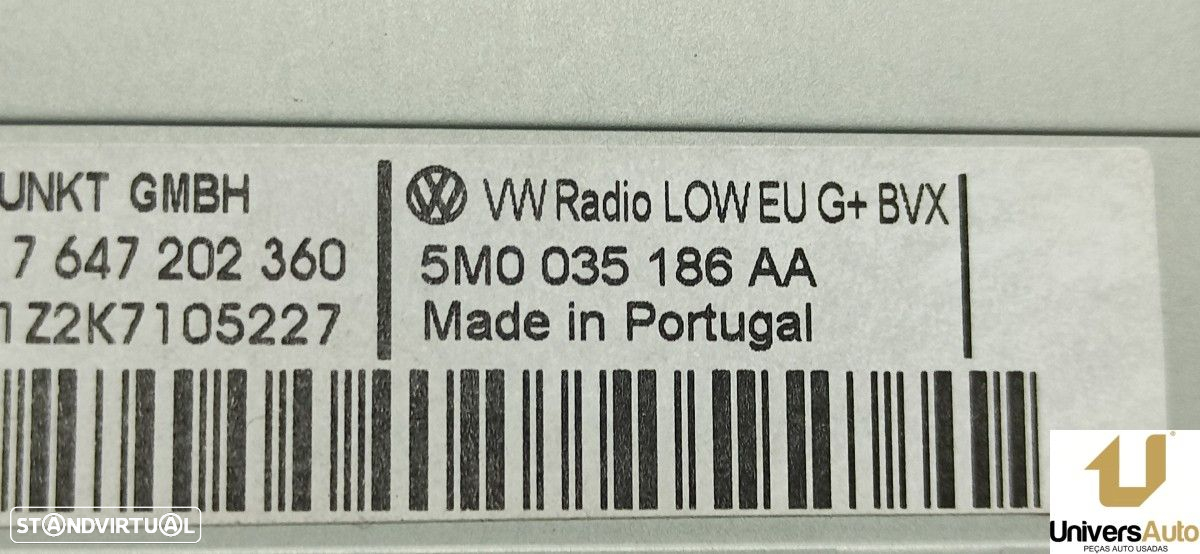 UNKT GMBH
7 647 202 360
1Z2K7105227
VW Radio LOW EU G+ BVX
5M0 035 186 AA
Made in Portugal
STANDVIRTUAL
UniversAuto
PEÇAS AUTO USADAS